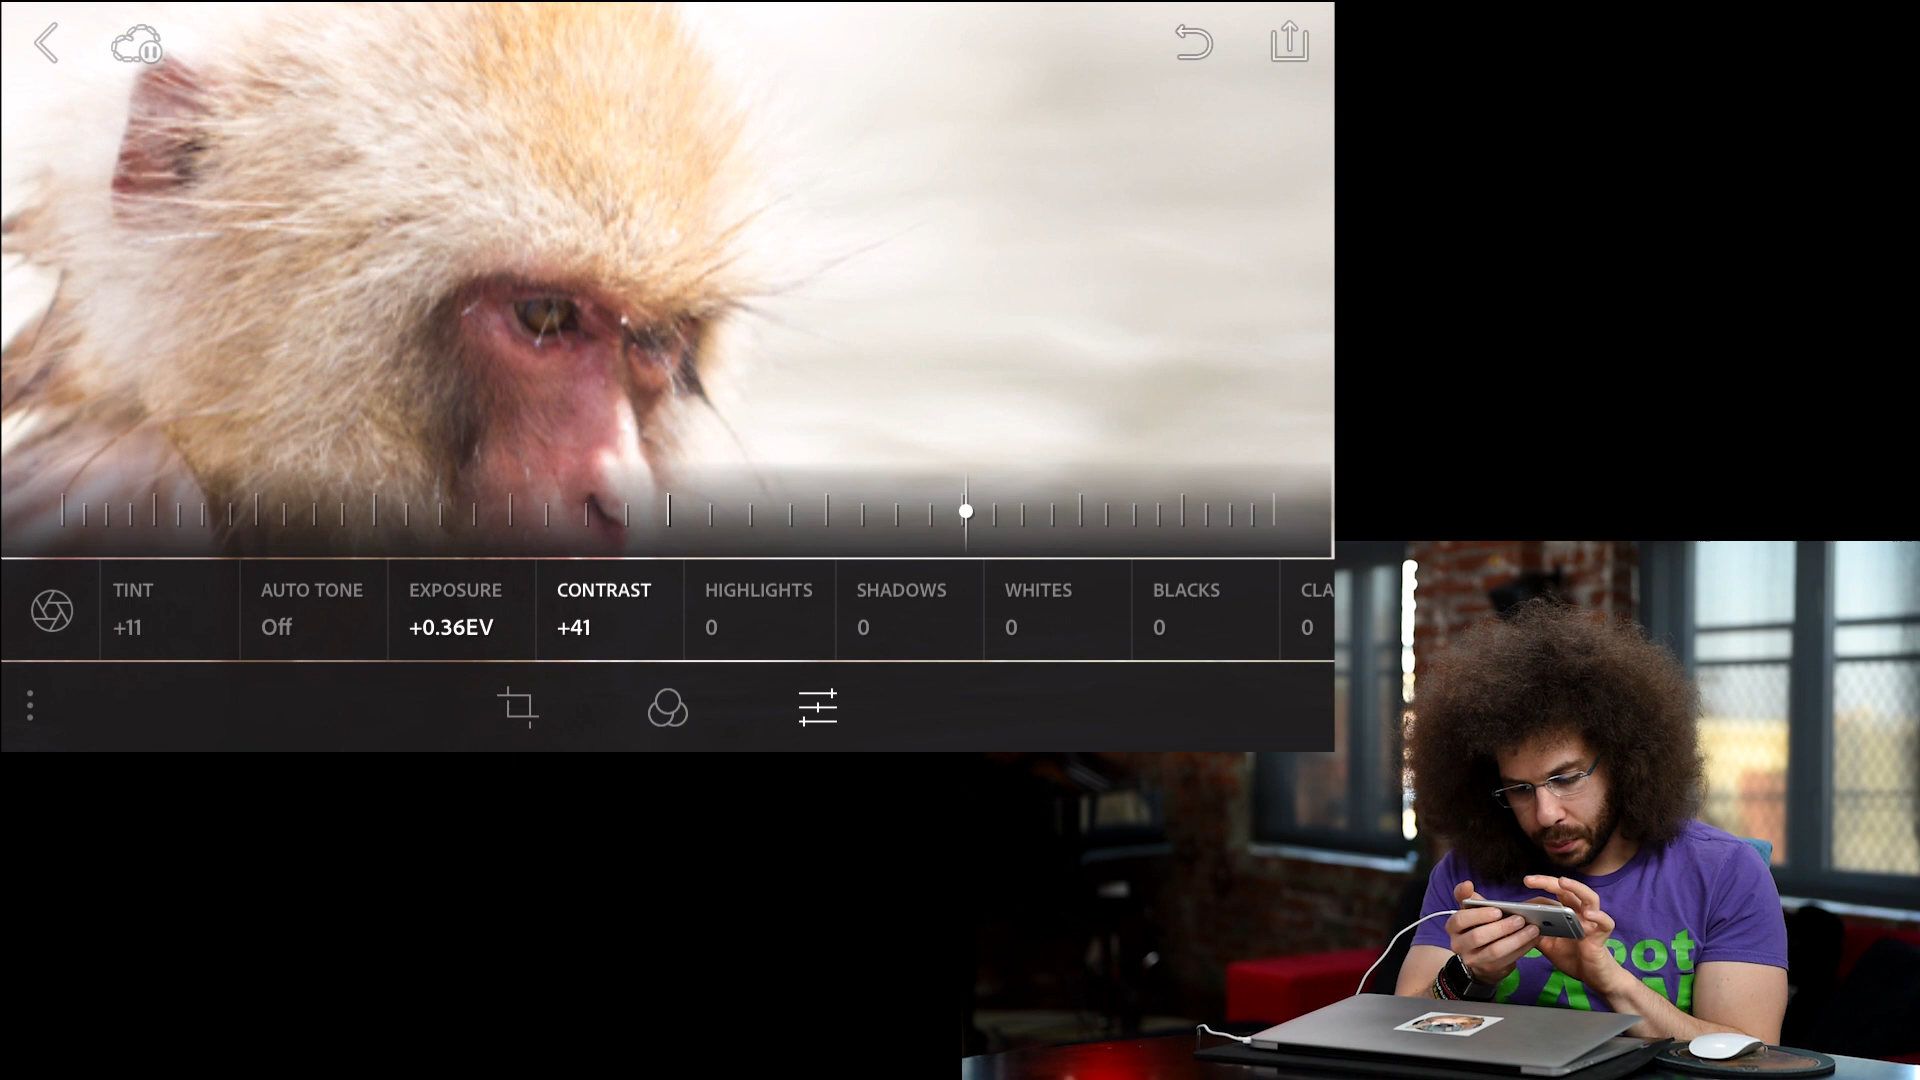 TINT
+11
AUTO TONE
Off
EXPOSURE
+0.36EV
CONTRAST
+41
HIGHLIGHTS
0
SHADOWS
0
WHITES
0
BLACKS
0
CLA
0